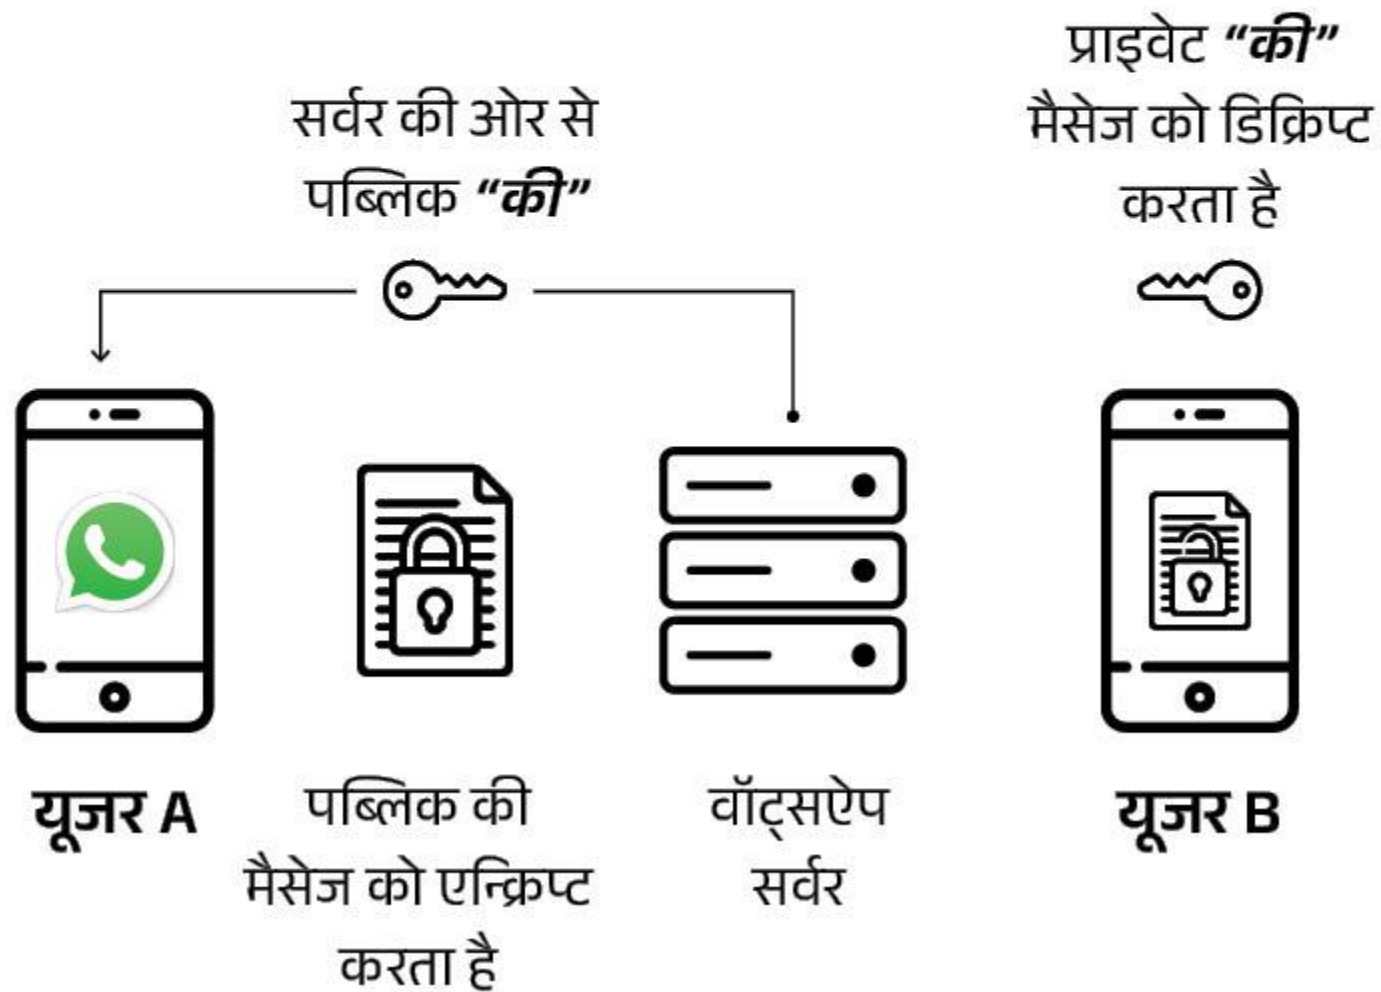 सर्वर की ओर से
पब्लिक “की”
प्राइवेट “की”
मैसेज को डिक्रिप्ट
करता है
यूजर A
पब्लिक की
मैसेज को एन्क्रिप्ट
करता है
वॉट्सऐप
सर्वर
यूजर B